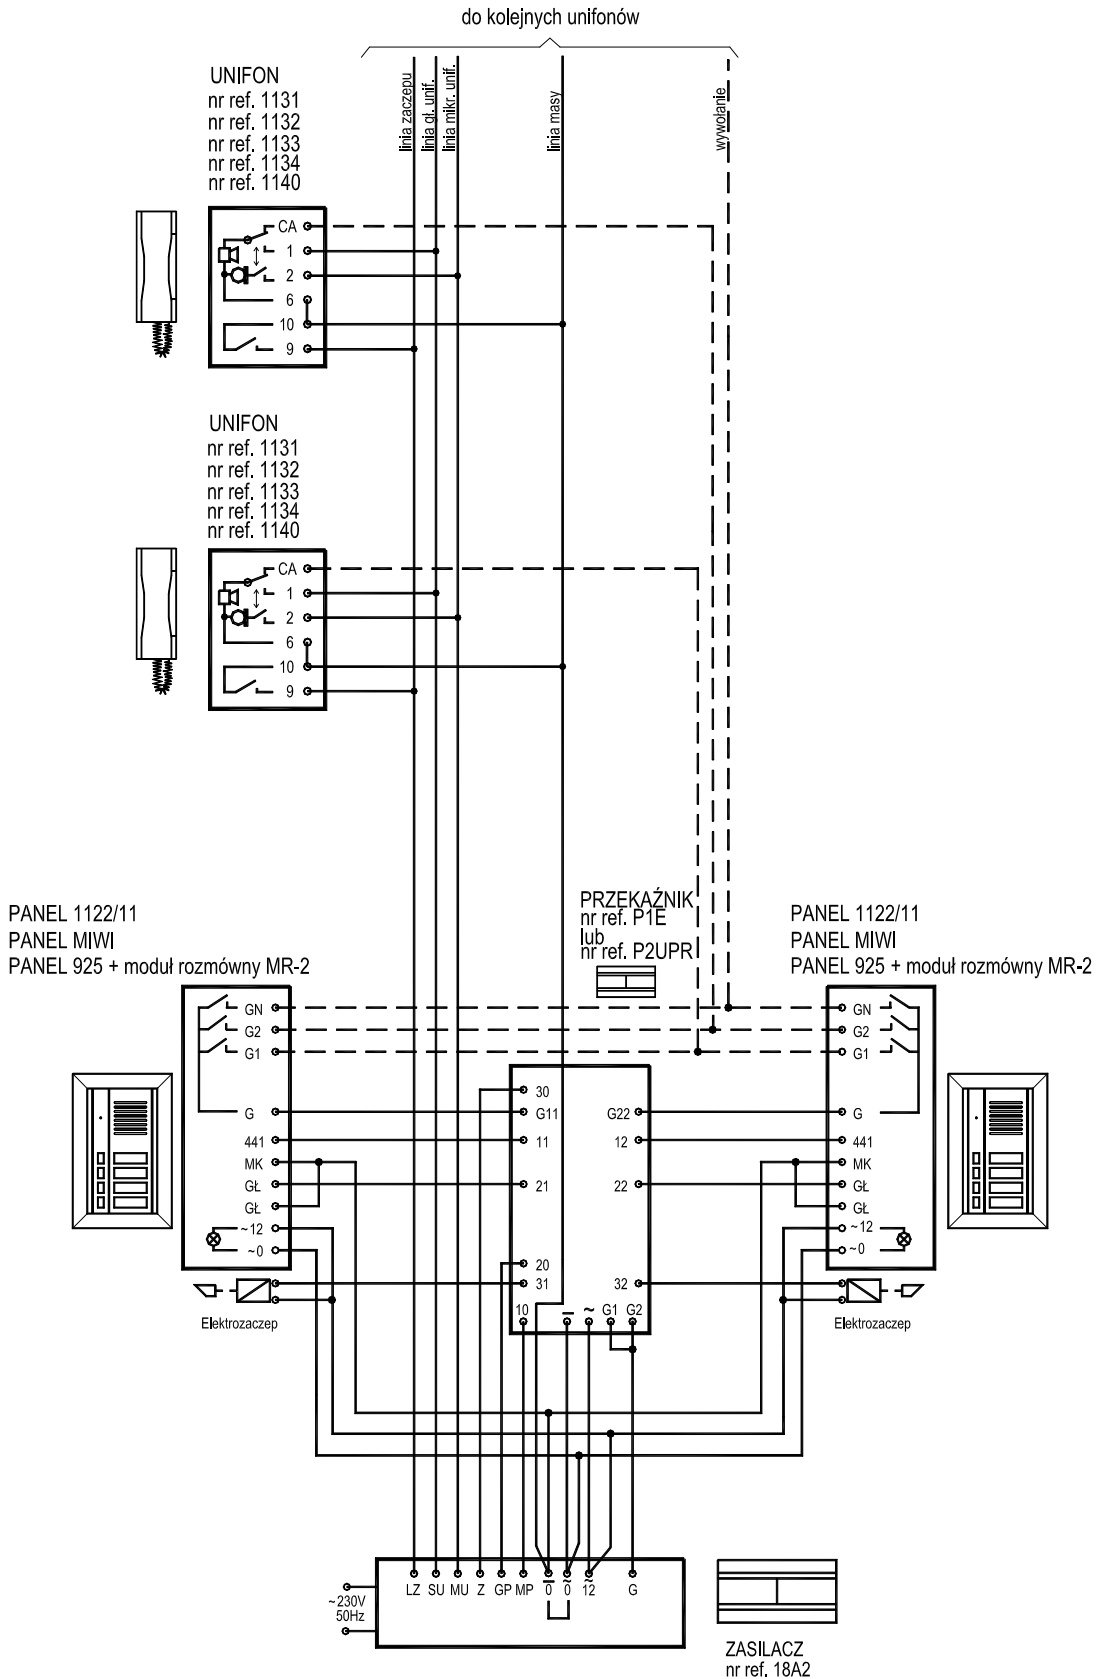 do kolejnych unifonów
linia zaczepu
linia gł. unif.
linia mikr. unif.
linia masy
wywołanie
UNIFON
nr ref. 1131
nr ref. 1132
nr ref. 1133
nr ref. 1134
nr ref. 1140
CA
1
2
6
10
9
UNIFON
nr ref. 1131
nr ref. 1132
nr ref. 1133
nr ref. 1134
nr ref. 1140
CA
1
2
6
10
9
PANEL 1122/11
PANEL MIWI
PANEL 925 + moduł rozmówny MR-2
GN
G2
G1
G
441
MK
GŁ
GŁ
~12
~0
Elektrozaczep
PRZEKAŹNIK
nr ref. P1E
lub
nr ref. P2UPR
30
G11
11
21
20
31
10
G22
12
22
32
– ~ G1 G2
PANEL 1122/11
PANEL MIWI
PANEL 925 + moduł rozmówny MR-2
GN
G2
G1
G
441
MK
GŁ
GŁ
~12
~0
Elektrozaczep
~230V
50Hz
LZ SU MU Z GP MP – 0 ~ 0 ~ 12 G
ZASILACZ
nr ref. 18A2